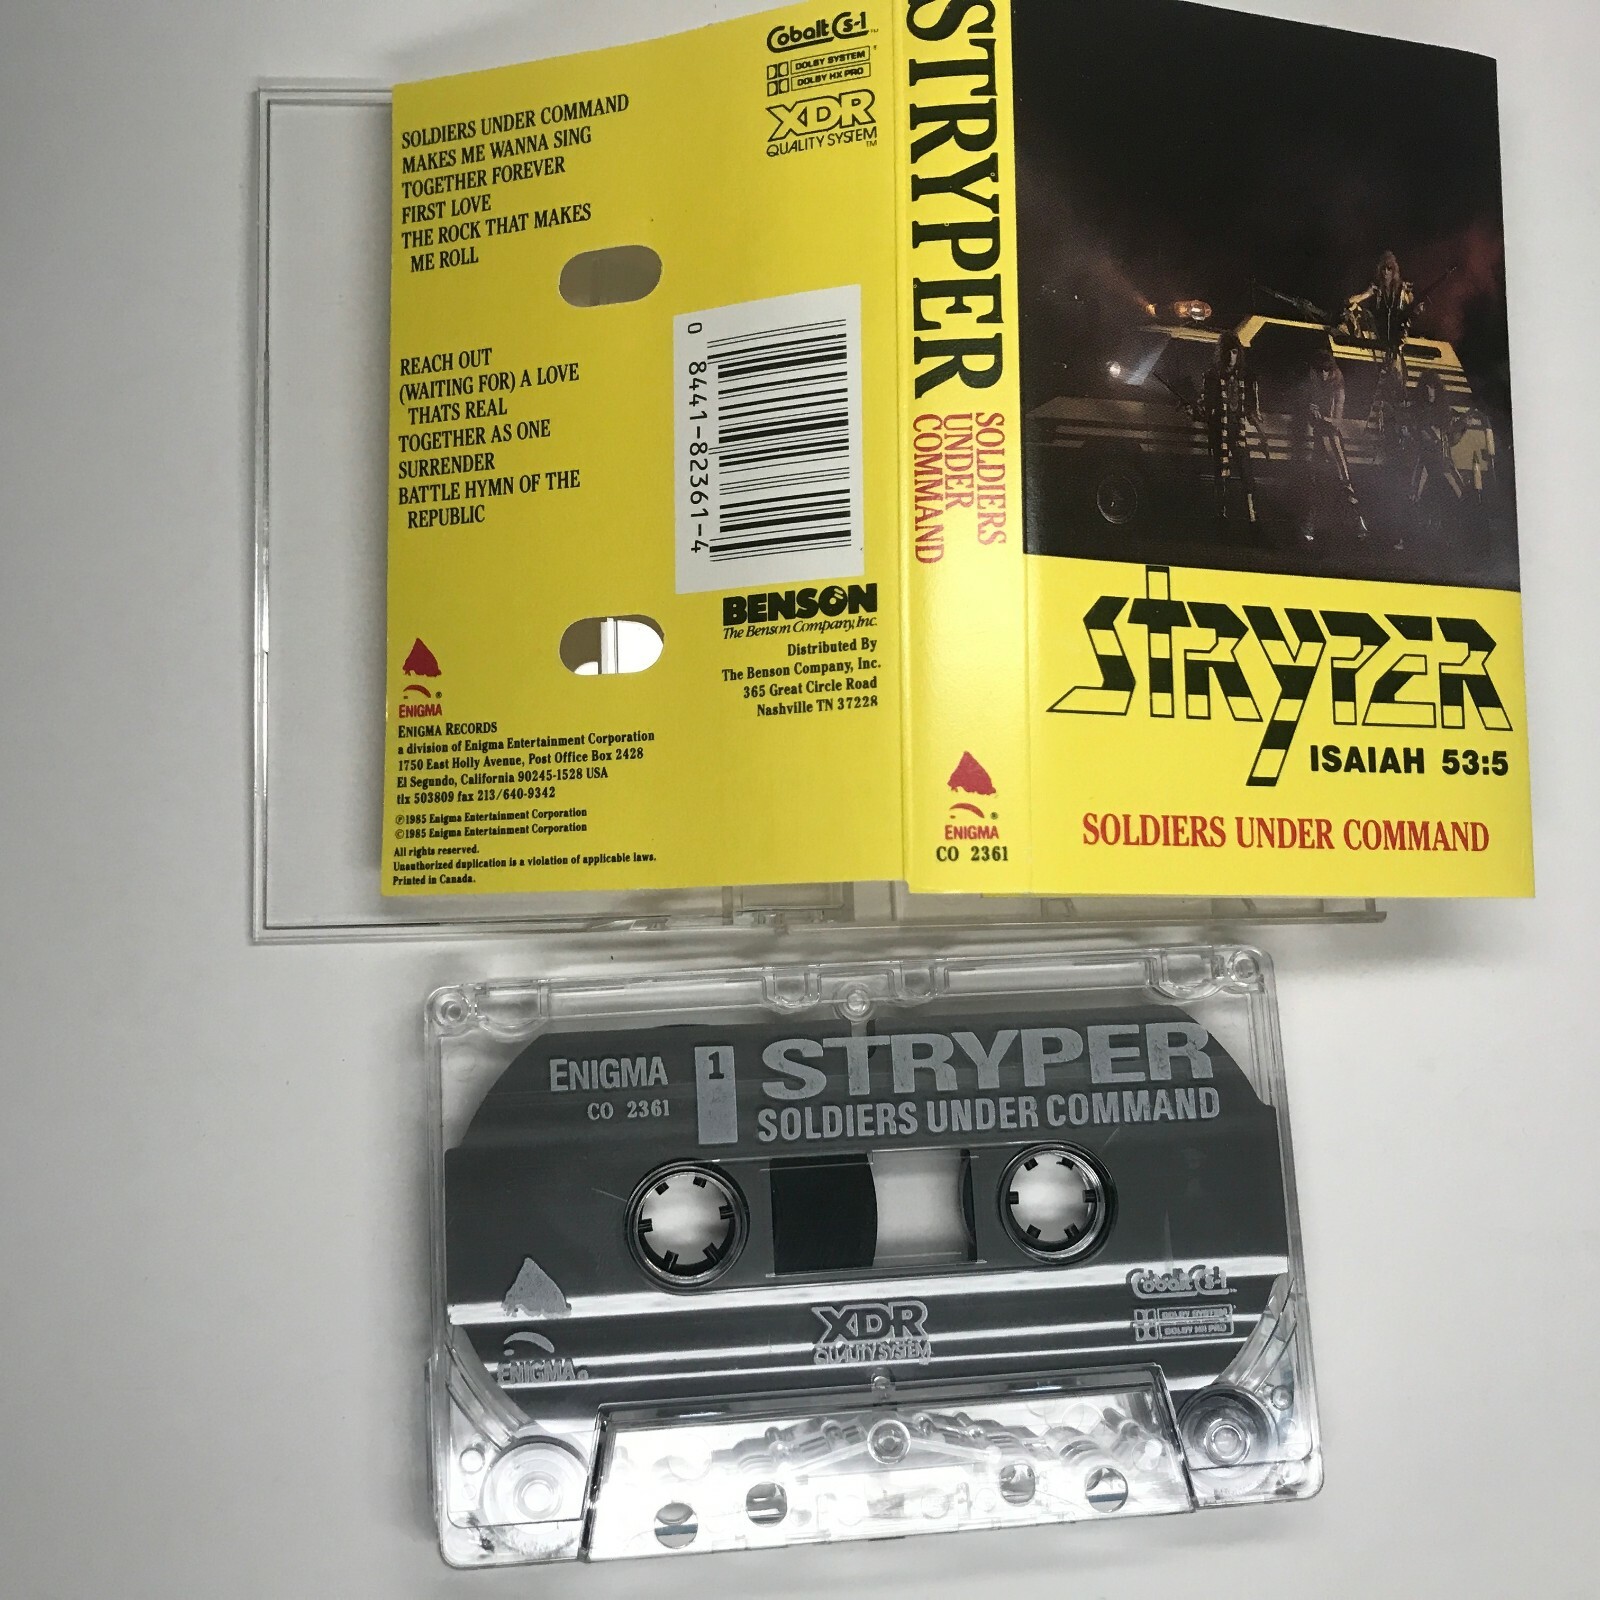 SOLDIERS UNDER COMMAND
MAKES ME WANNA SING
TOGETHER FOREVER
FIRST LOVE
THE ROCK THAT MAKES
ME ROLL
REACH OUT
(WAITING FOR) A LOVE
THATS REAL
TOGETHER AS ONE
SURRENDER
BATTLE HYMN OF THE
REPUBLIC
ENIGMA ®
ENIGMA RECORDS
a division of Enigma Entertainment Corporation
1750 East Holly Avenue, Post Office Box 2428
El Segundo, California 90245-1528 USA
tlx 503809 fax 213/640-9342
℗1985 Enigma Entertainment Corporation
©1985 Enigma Entertainment Corporation
All rights reserved.
Unauthorized duplication is a violation of applicable laws.
Printed in Canada.
Cobalt Cs-1™
DOLBY SYSTEM®
DOLBY HX PRO
XDR
QUALITY SYSTEM™
0 8441-82361-4
BENSON
The Benson Company, Inc.
Distributed By
The Benson Company, Inc.
365 Great Circle Road
Nashville TN 37228
STRYPER
SOLDIERS
UNDER
COMMAND
ENIGMA ®
CO 2361
STRYPER
ISAIAH 53:5
SOLDIERS UNDER COMMAND
ENIGMA
CO 2361
1
STRYPER
SOLDIERS UNDER COMMAND
ENIGMA®
XDR
QUALITY SYSTEM
Cobalt Cs-1
DOLBY SYSTEM
DOLBY HX PRO